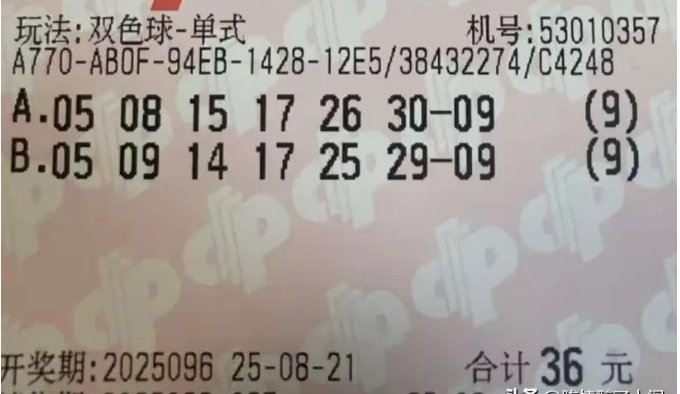 玩法:双色球-单式 机号:53010357
A770-AB0F-94EB-1428-12E5/38432274/C4248
A.05 08 15 17 26 30-09 (9)
B.05 09 14 17 25 29-09 (9)
开奖期:2025096 25-08-21 合计 36 元